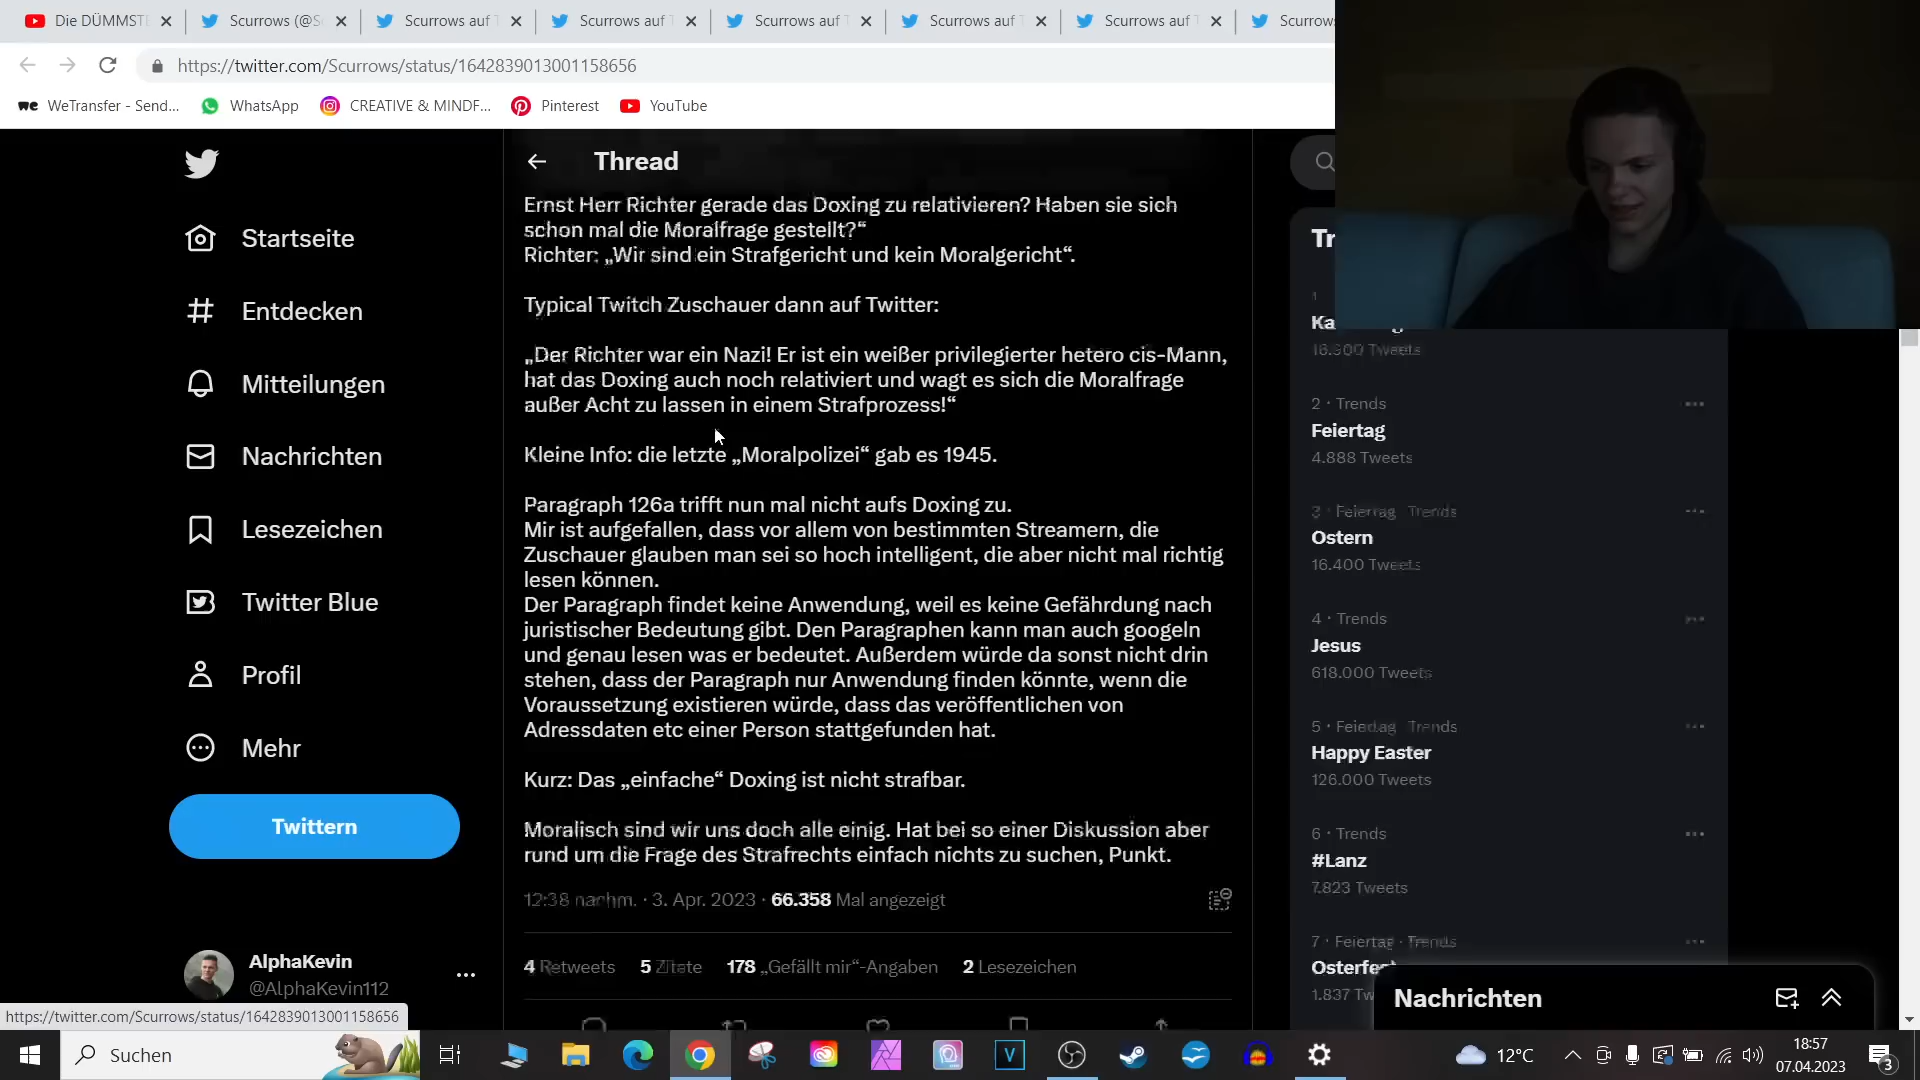 Die DÜMMST
Scurrows (@S
Scurrows auf T
Scurrows auf T
Scurrows auf T
Scurrows auf T
Scurrows auf T
Scurrows
https://twitter.com/Scurrows/status/1642839013001158656
we WeTransfer - Send...
WhatsApp
CREATIVE & MINDF...
Pinterest
YouTube
Startseite
Entdecken
Mitteilungen
Nachrichten
Lesezeichen
Twitter Blue
Profil
Mehr
Twittern
AlphaKevin
@AlphaKevin112
Thread
Ernst Herr Richter gerade das Doxing zu relativieren? Haben sie sich
schon mal die Moralfrage gestellt?“
Richter: „Wir sind ein Strafgericht und kein Moralgericht“.
Typical Twitch Zuschauer dann auf Twitter:
„Der Richter war ein Nazi! Er ist ein weißer privilegierter hetero cis-Mann,
hat das Doxing auch noch relativiert und wagt es sich die Moralfrage
außer Acht zu lassen in einem Strafprozess!“
Kleine Info: die letzte „Moralpolizei“ gab es 1945.
Paragraph 126a trifft nun mal nicht aufs Doxing zu.
Mir ist aufgefallen, dass vor allem von bestimmten Streamern, die
Zuschauer glauben man sei so hoch intelligent, die aber nicht mal richtig
lesen können.
Der Paragraph findet keine Anwendung, weil es keine Gefährdung nach
juristischer Bedeutung gibt. Den Paragraphen kann man auch googeln
und genau lesen was er bedeutet. Außerdem würde da sonst nicht drin
stehen, dass der Paragraph nur Anwendung finden könnte, wenn die
Voraussetzung existieren würde, dass das veröffentlichen von
Adressdaten etc einer Person stattgefunden hat.
Kurz: Das „einfache“ Doxing ist nicht strafbar.
Moralisch sind wir uns doch alle einig. Hat bei so einer Diskussion aber
rund um die Frage des Strafrechts einfach nichts zu suchen, Punkt.
12:38 nachm. · 3. Apr. 2023 · 66.358 Mal angezeigt
4 Retweets 5 Zitate 178 „Gefällt mir“-Angaben 2 Lesezeichen
Tr
1
Ka
16.300 Tweets
2 · Trends
Feiertag
4.888 Tweets
3 · Feiertag · Trends
Ostern
16.400 Tweets
4 · Trends
Jesus
618.000 Tweets
5 · Feiertag · Trends
Happy Easter
126.000 Tweets
6 · Trends
#Lanz
7.823 Tweets
7 · Feiertag · Trends
Osterfest
1.837 Tw
Nachrichten
https://twitter.com/Scurrows/status/1642839013001158656
Suchen
V
12°C
18:57
07.04.2023
3